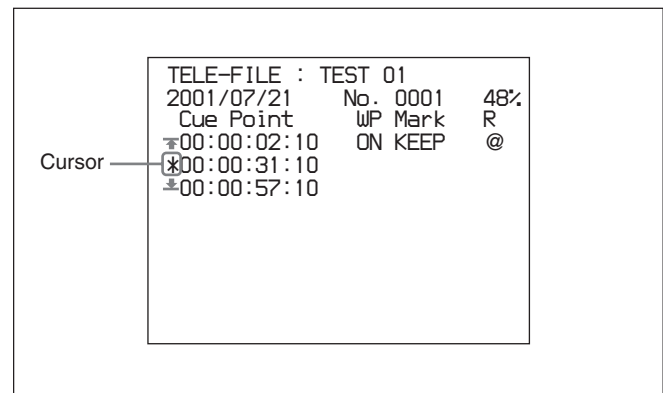 TELE-FILE : TEST 01
2001/07/21 No. 0001 48%
Cue Point WP Mark R
00:00:02:10 ON KEEP @
Cursor *00:00:31:10
00:00:57:10